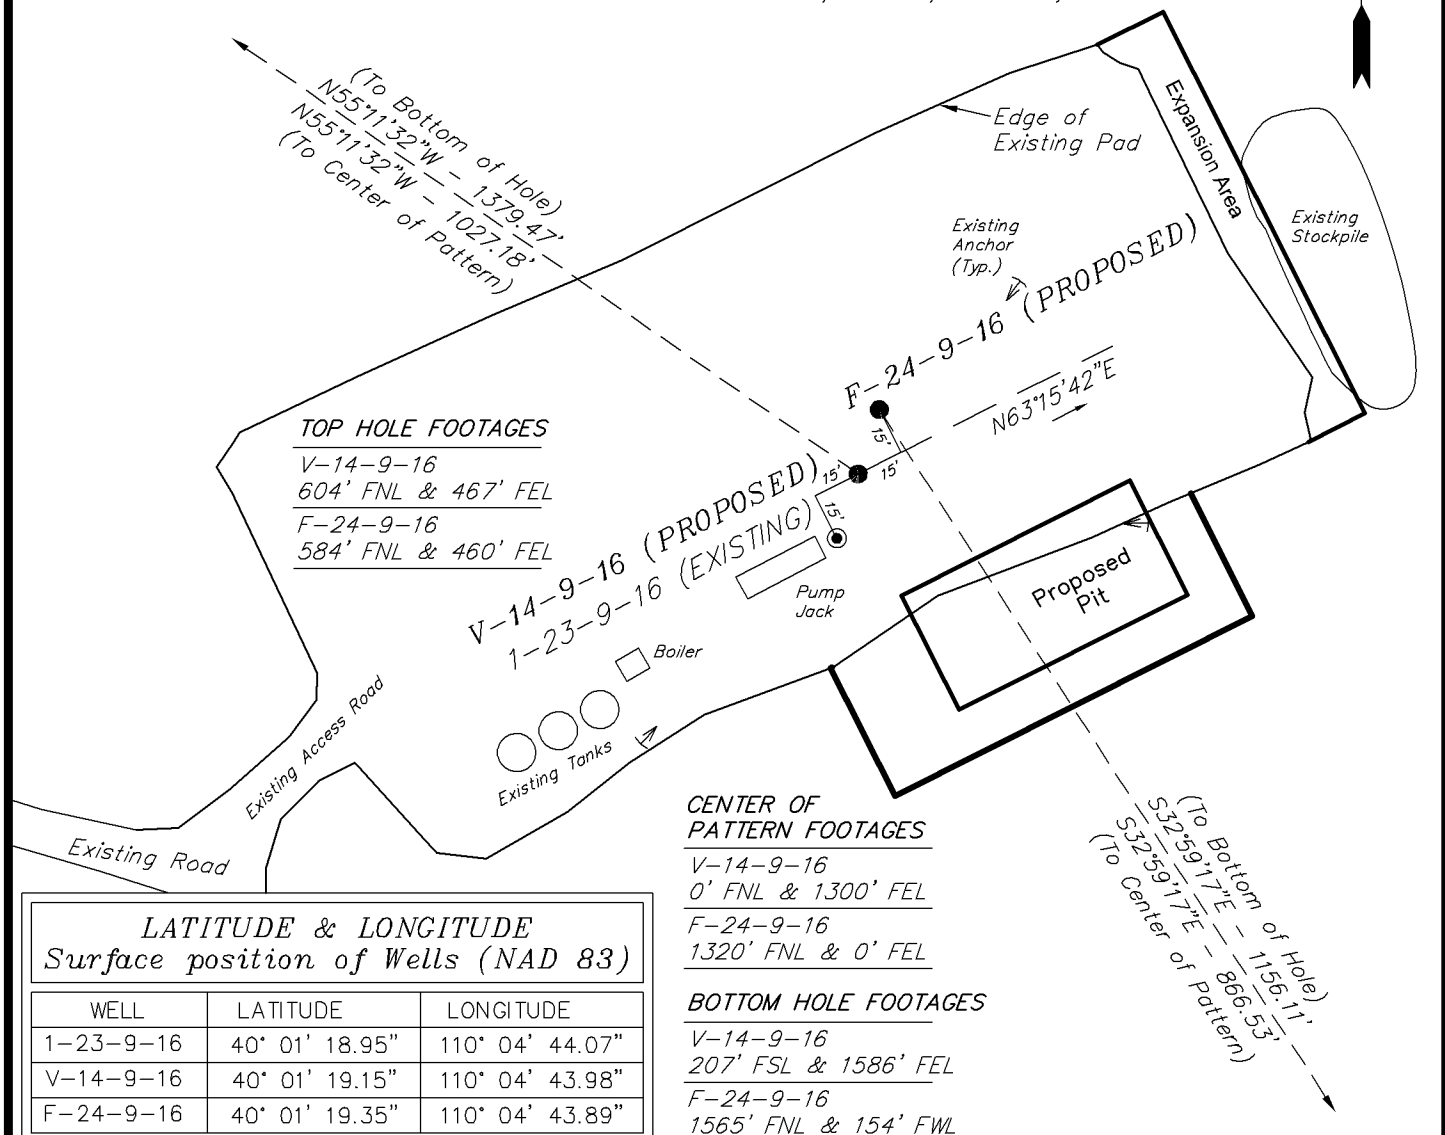 (To Bottom of Hole)
N55°11'32"W - 1379.47'
N55°11'32"W - 1027.18'
(To Center of Pattern)
Edge of
Existing Pad
Expansion Area
Existing
Stockpile
Existing
Anchor
(Typ.)
F-24-9-16 (PROPOSED)
N63°15'42"E
15'
15'
15'
15'
TOP HOLE FOOTAGES
V-14-9-16
604' FNL & 467' FEL
F-24-9-16
584' FNL & 460' FEL
V-14-9-16 (PROPOSED)
1-23-9-16 (EXISTING)
Pump
Jack
Proposed
Pit
Boiler
Existing Tanks
Existing Access Road
Existing Road
CENTER OF
PATTERN FOOTAGES
V-14-9-16
0' FNL & 1300' FEL
F-24-9-16
1320' FNL & 0' FEL
BOTTOM HOLE FOOTAGES
V-14-9-16
207' FSL & 1586' FEL
F-24-9-16
1565' FNL & 154' FWL
(To Bottom of Hole)
S32°59'17"E - 1156.11'
S32°59'17"E - 866.53'
(To Center of Pattern)
LATITUDE & LONGITUDE
Surface position of Wells (NAD 83)
WELL LATITUDE LONGITUDE
1-23-9-16 40° 01' 18.95" 110° 04' 44.07"
V-14-9-16 40° 01' 19.15" 110° 04' 43.98"
F-24-9-16 40° 01' 19.35" 110° 04' 43.89"